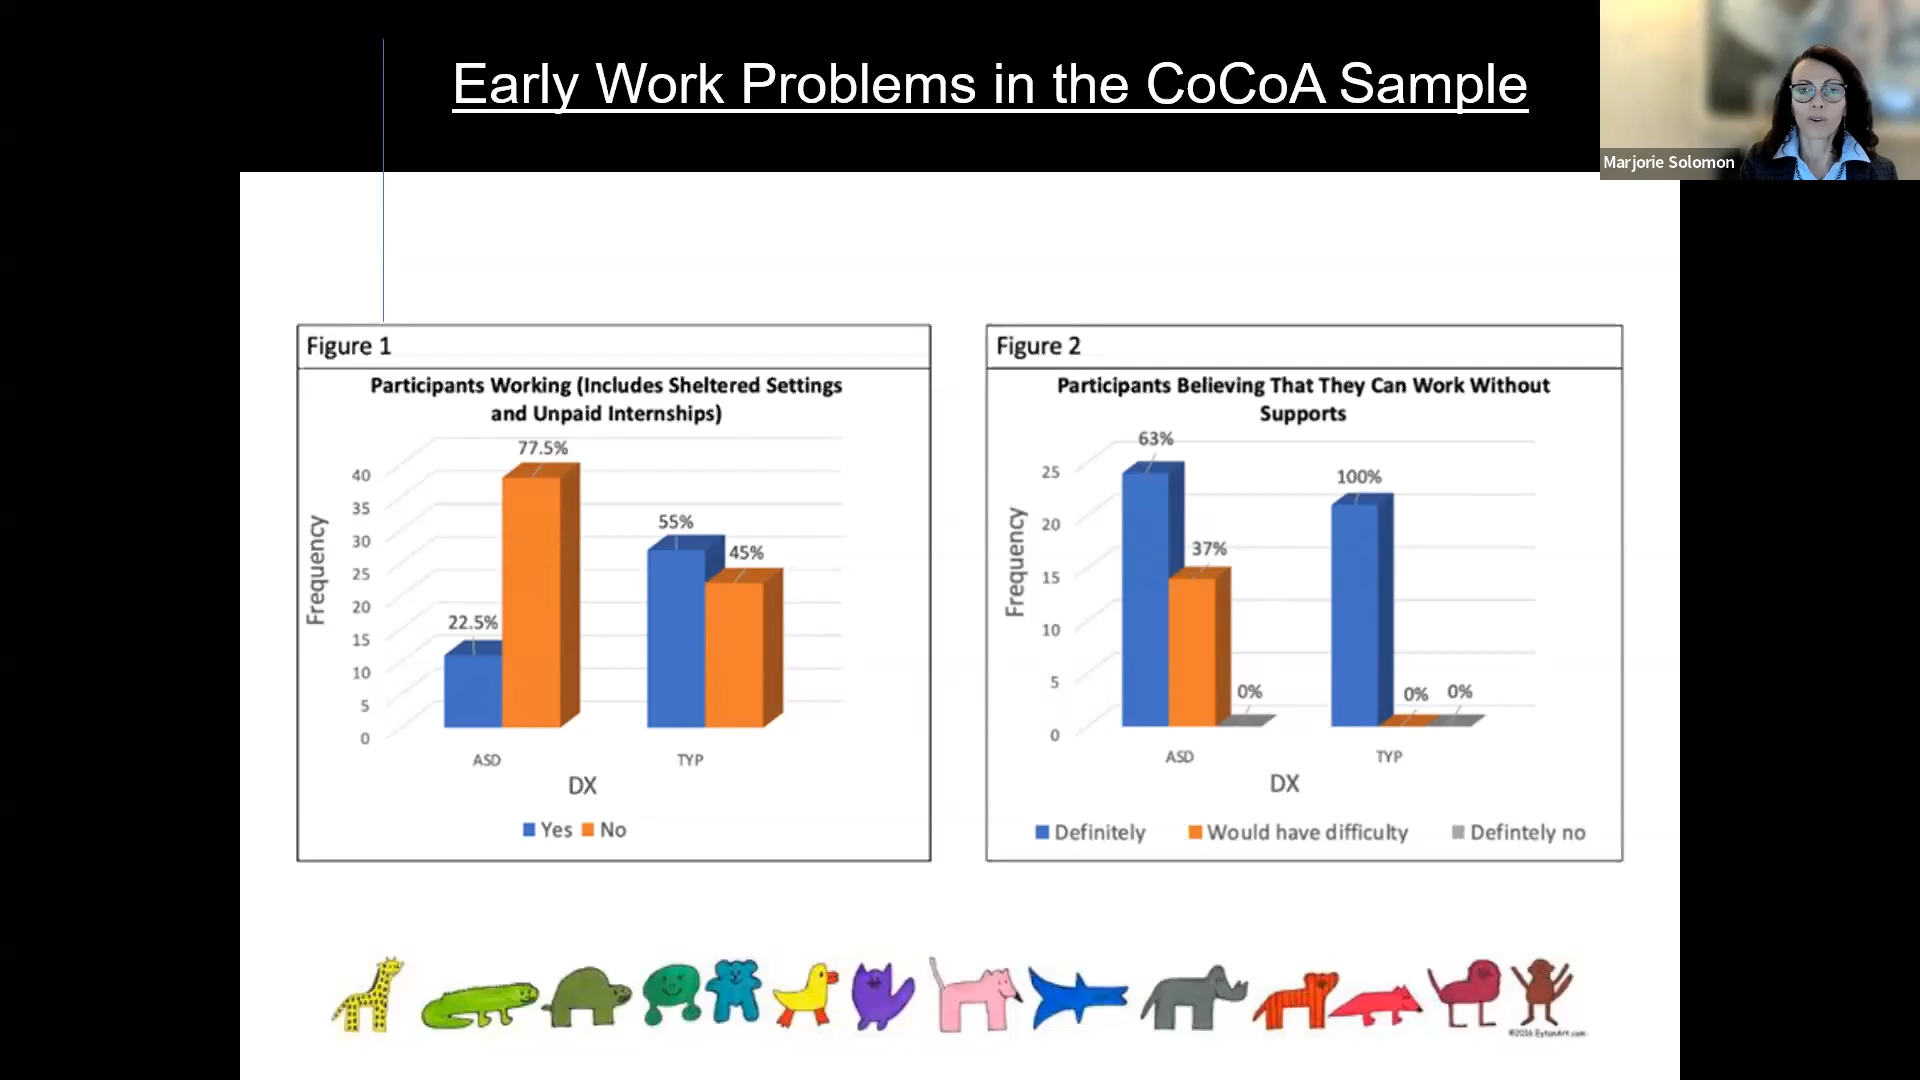 Early Work Problems in the CoCoA Sample
Marjorie Solomon
Figure 1
Participants Working (Includes Sheltered Settings
and Unpaid Internships)
77.5%
55%
45%
22.5%
40
35
30
25
20
15
10
5
0
Frequency
ASD
TYP
DX
Yes
No
Figure 2
Participants Believing That They Can Work Without
Supports
63%
100%
37%
0%
0%
0%
25
20
15
10
5
0
Frequency
ASD
TYP
DX
Definitely
Would have difficulty
Defintely no
©2016 EytanArt.com